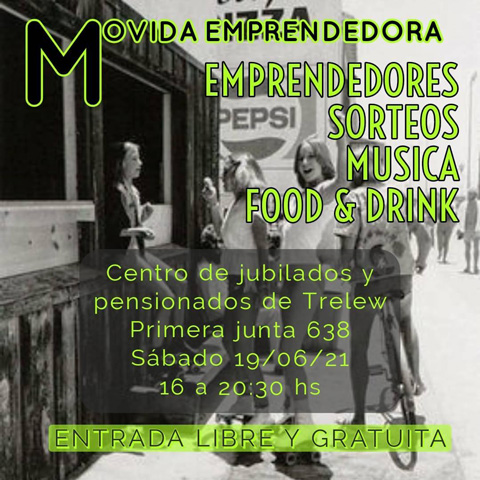 MOVIDA EMPRENDEDORA
PIZZA
EMPRENDEDORES
PEPSI
SORTEOS
MUSICA
FOOD & DRINK
Centro de jubilados y
pensionados de Trelew
Primera junta 638
Sábado 19/06/21
16 a 20:30 hs
ENTRADA LIBRE Y GRATUITA